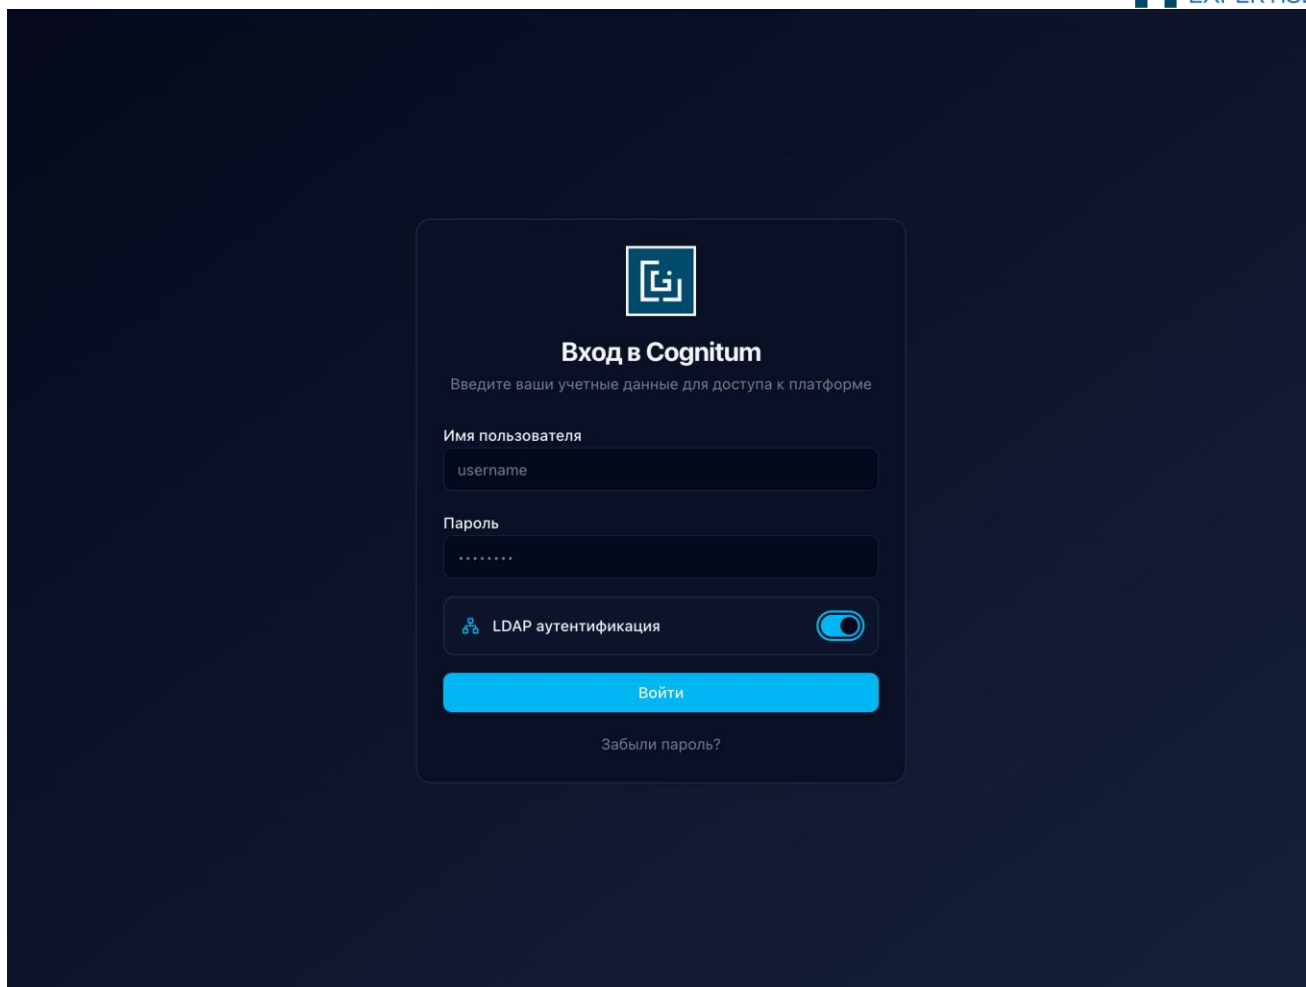 Вход в Cognitum
Введите ваши учетные данные для доступа к платформе
Имя пользователя
username
Пароль
LDAP аутентификация
Войти
Забыли пароль?